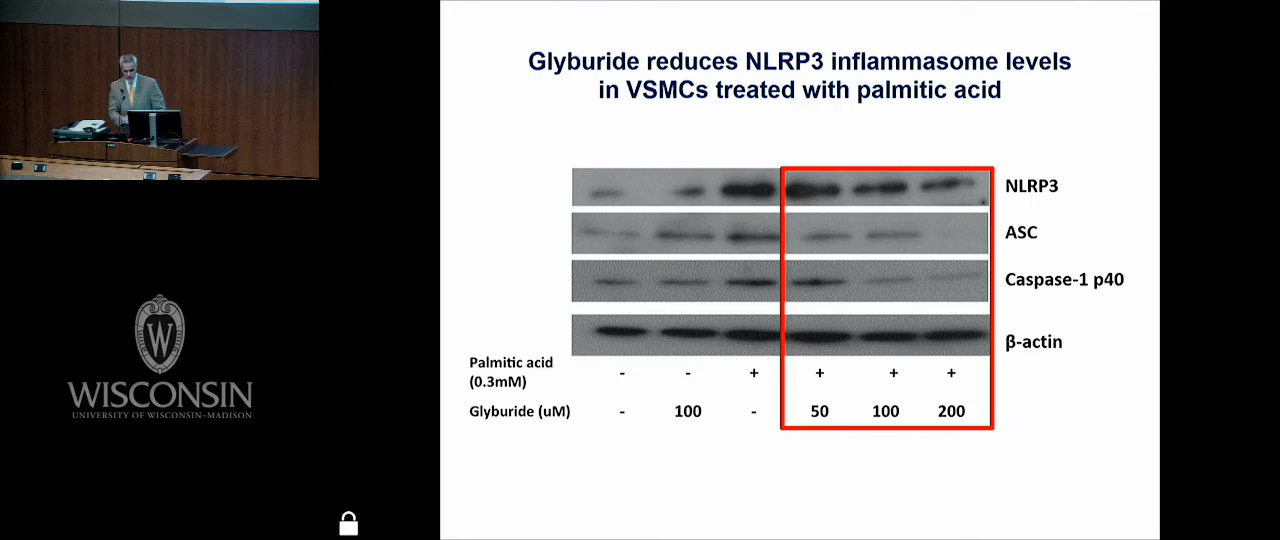 Glyburide reduces NLRP3 inflammasome levels
in VSMCs treated with palmitic acid
NLRP3
ASC
Caspase-1 p40
β-actin
Palmitic acid
(0.3mM)
- - + + + +
Glyburide (uM) - 100 - 50 100 200
W
WISCONSIN
UNIVERSITY OF WISCONSIN–MADISON